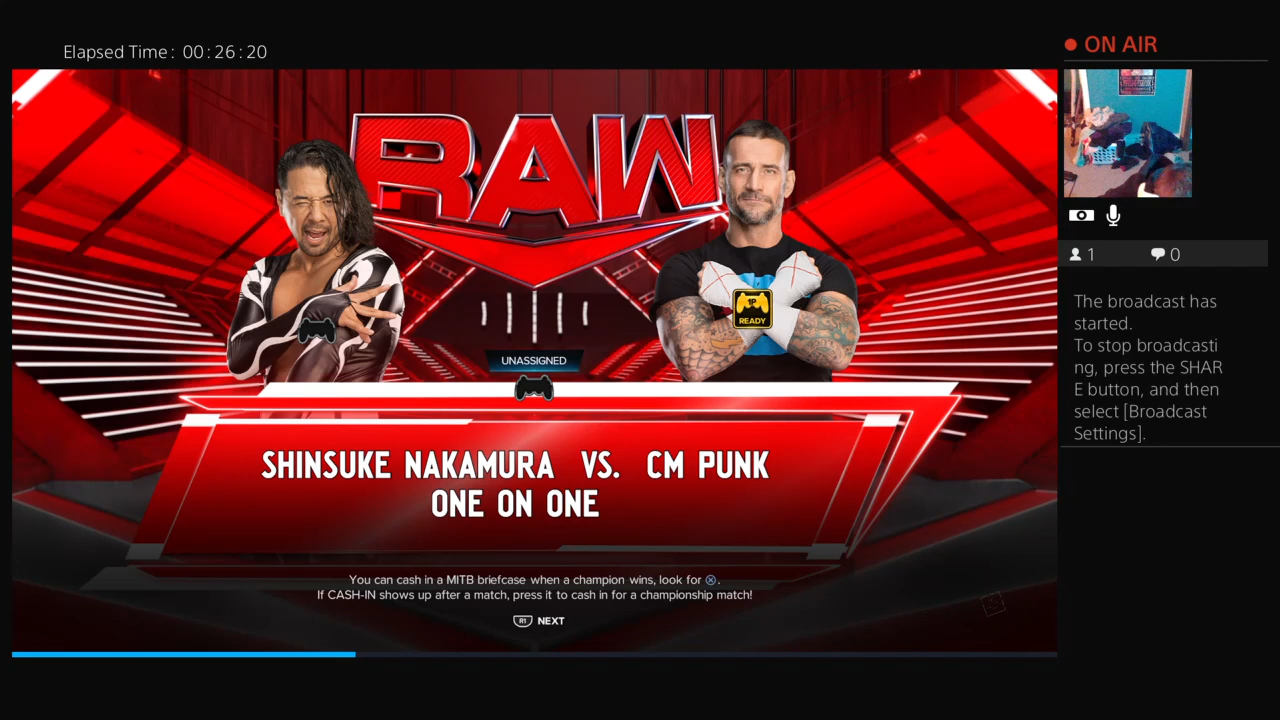 Elapsed Time: 00:26:20
ON AIR
RAW
1P
READY
UNASSIGNED
SHINSUKE NAKAMURA VS. CM PUNK
ONE ON ONE
You can cash in a MITB briefcase when a champion wins, look for ⊗.
If CASH-IN shows up after a match, press it to cash in for a championship match!
R1 NEXT
1
0
The broadcast has
started.
To stop broadcasti
ng, press the SHAR
E button, and then
select [Broadcast
Settings].